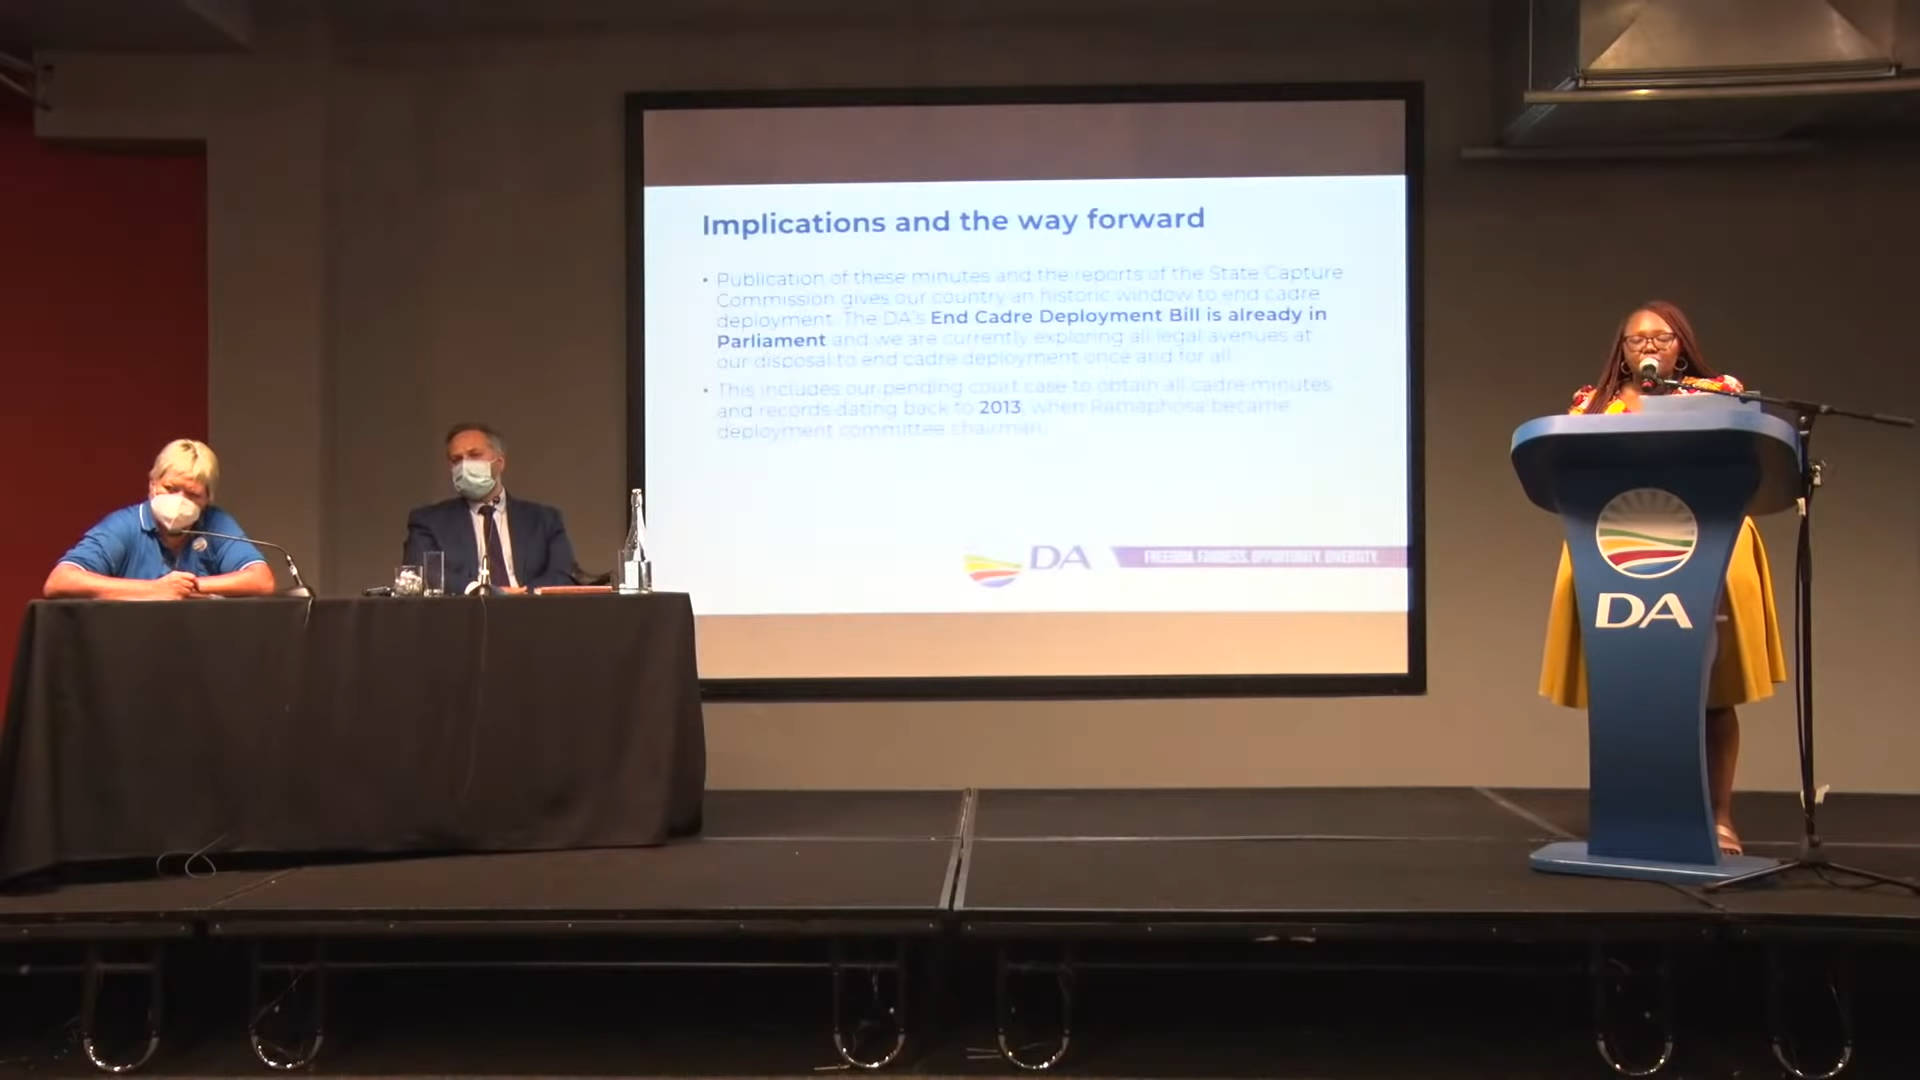 Implications and the way forward
• Publication of these minutes and the reports of the State Capture
Commission gives our country an historic window to end cadre
deployment. The DA's End Cadre Deployment Bill is already in
Parliament and we are currently exploring all legal avenues at
our disposal to end cadre deployment once and for all.
• This includes our pending court case to obtain all cadre minutes
and records dating back to 2013, when Ramaphosa became
deployment committee chairman.
DA
FREEDOM. FAIRNESS. OPPORTUNITY. DIVERSITY.
DA